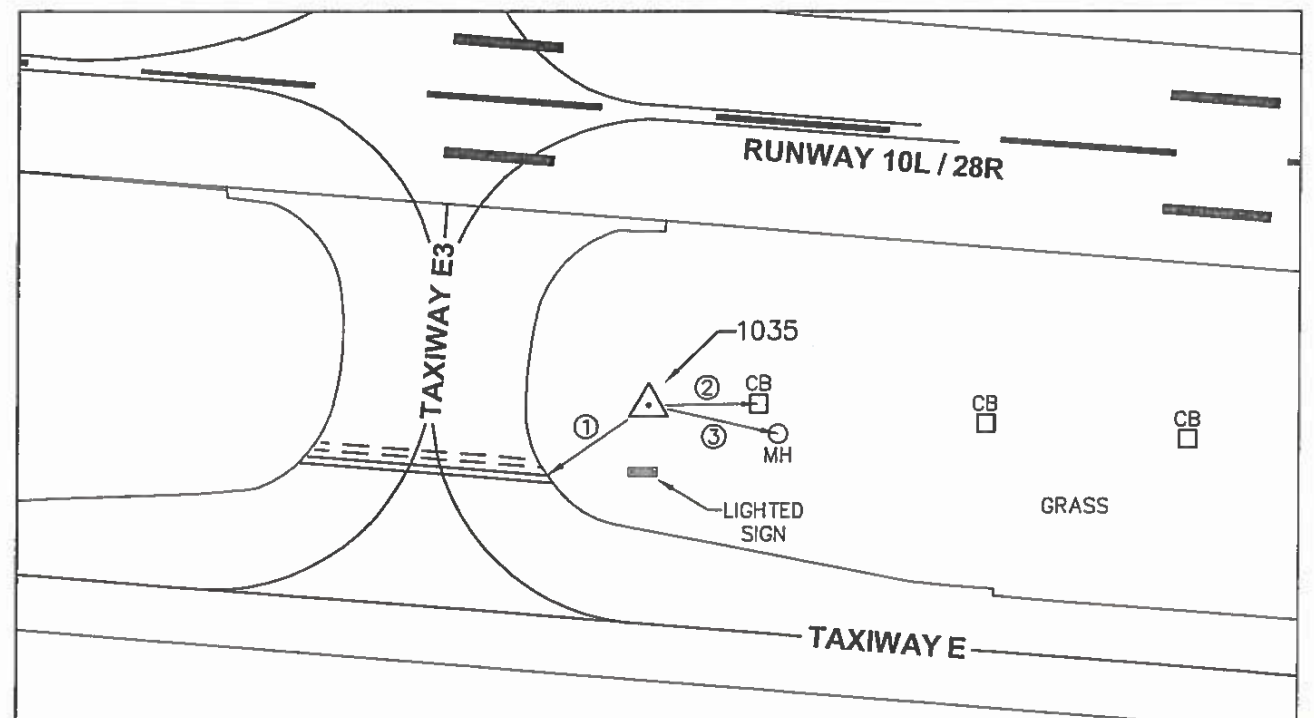 RUNWAY 10L / 28R
TAXIWAY E3
1035
CB
②
①
③
MH
CB
CB
LIGHTED
SIGN
GRASS
TAXIWAY E